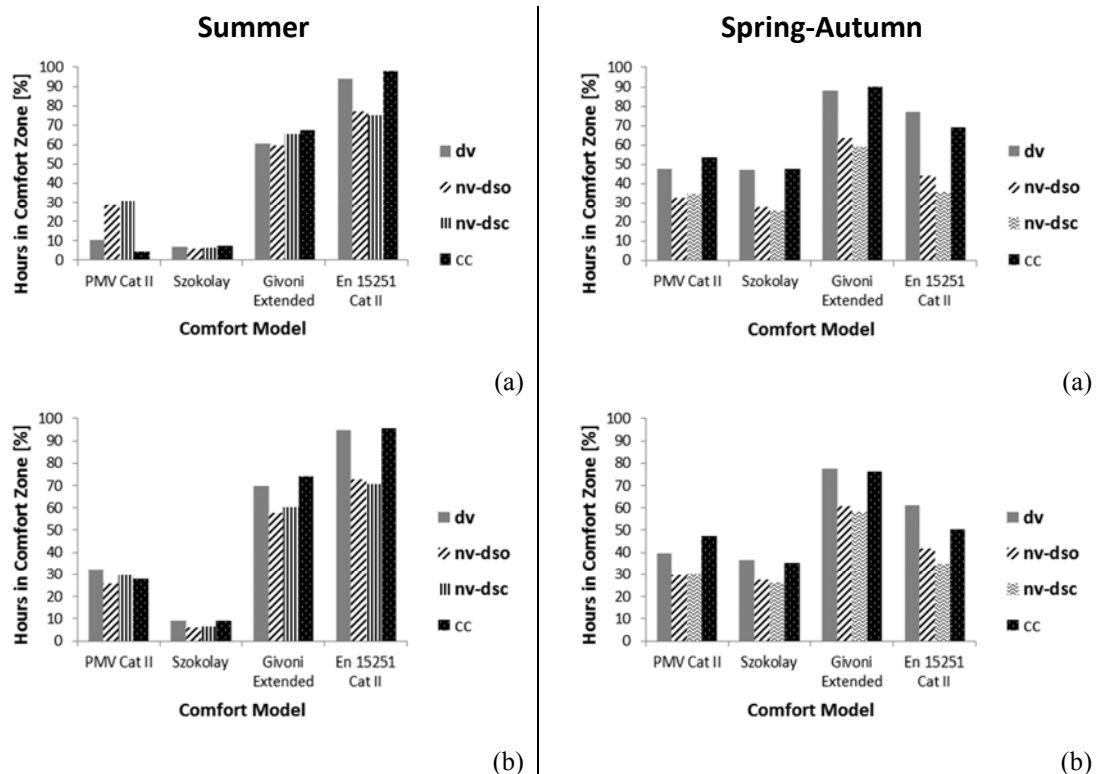 Summer
Hours in Comfort Zone [%]
100
90
80
70
60
50
40
30
20
10
0
PMV Cat II
Szokolay
Givoni
Extended
En 15251
Cat II
Comfort Model
dv
nv-dso
nv-dsc
cc
(a)
Hours in Comfort Zone [%]
100
90
80
70
60
50
40
30
20
10
0
PMV Cat II
Szokolay
Givoni
Extended
En 15251
Cat II
Comfort Model
dv
nv-dso
nv-dsc
cc
(b)
Spring-Autumn
Hours in Comfort Zone [%]
100
90
80
70
60
50
40
30
20
10
0
PMV Cat II
Szokolay
Givoni
Extended
En 15251
Cat II
Comfort Model
dv
nv-dso
nv-dsc
cc
(a)
Hours in Comfort Zone [%]
100
90
80
70
60
50
40
30
20
10
0
PMV Cat II
Szokolay
Givoni
Extended
En 15251
Cat II
Comfort Model
dv
nv-dso
nv-dsc
cc
(b)